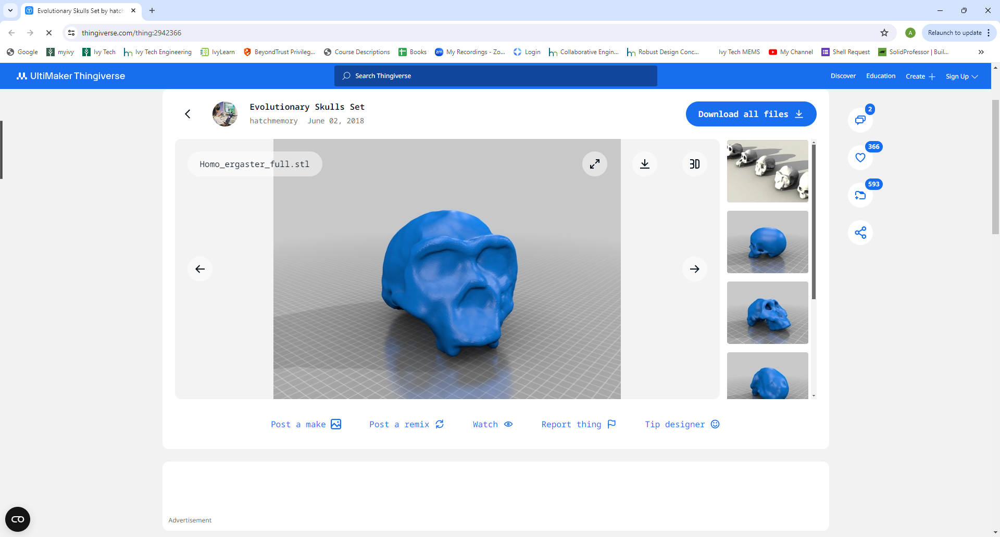 Evolutionary Skulls Set by hatch
thingiverse.com/thing:2942366
A
Relaunch to update
Google
myivy
Ivy Tech
Ivy Tech Engineering
IvyLearn
BeyondTrust Privileg...
Course Descriptions
Books
zm
My Recordings - Zo...
Login
Collaborative Engin...
Robust Design Conc...
Ivy Tech MEMS
My Channel
Shell Request
SolidProfessor | Buil...
UltiMaker Thingiverse
Search Thingiverse
Discover
Education
Create
Sign Up
Evolutionary Skulls Set
hatchmemory June 02, 2018
Download all files
2
366
593
Homo_ergaster_full.stl
3D
Post a make
Post a remix
Watch
Report thing
Tip designer
Advertisement